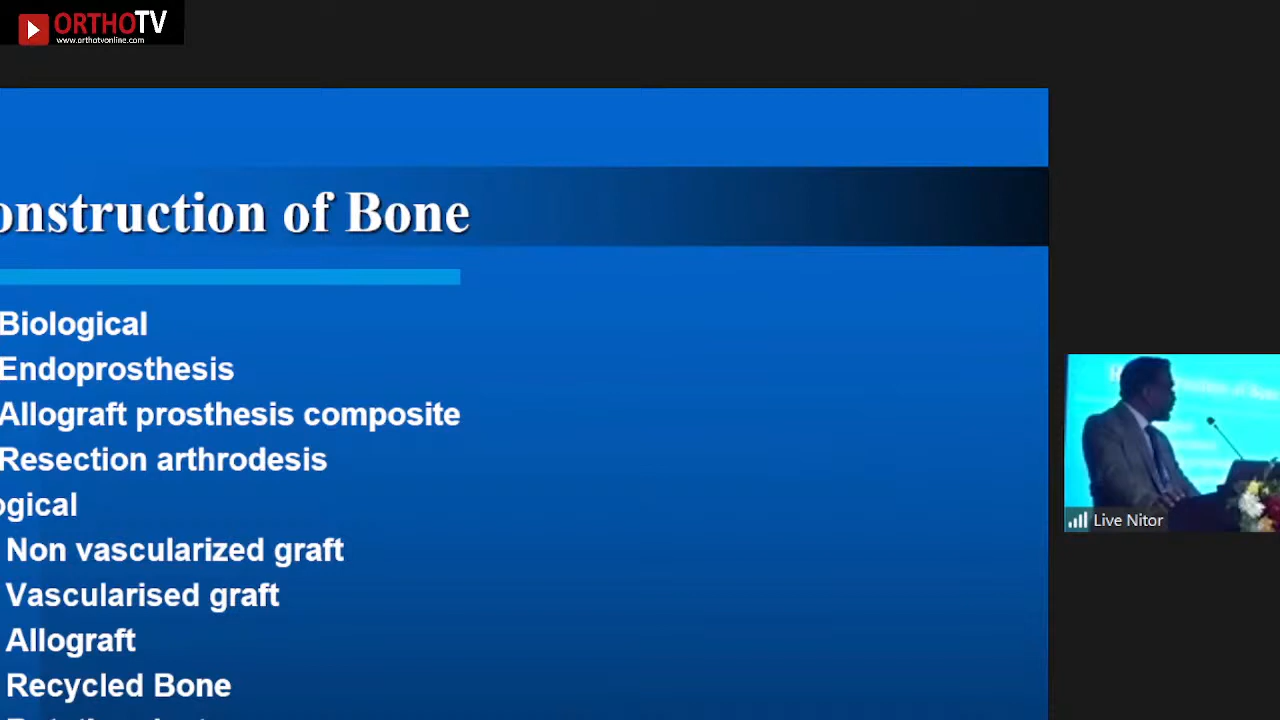 ORTHOTV
www.orthotvonline.com
onstruction of Bone
Biological
Endoprosthesis
Allograft prosthesis composite
Resection arthrodesis
ogical
Non vascularized graft
Vascularised graft
Allograft
Recycled Bone
Live Nitor